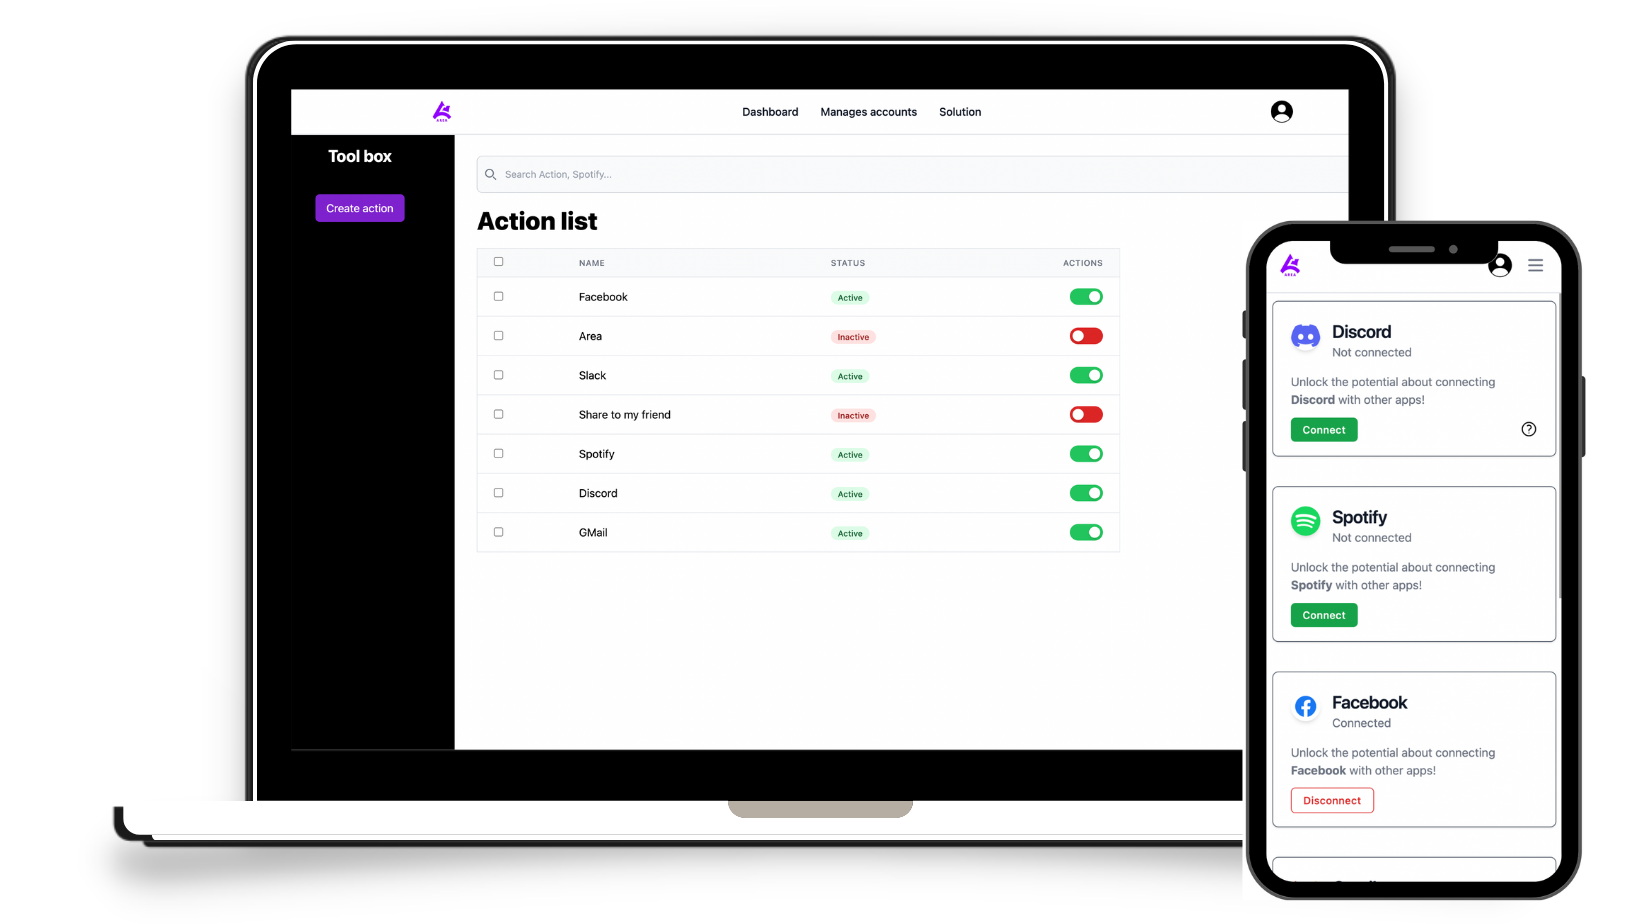 AREA
Dashboard
Manages accounts
Solution
Tool box
Create action
Search Action, Spotify...
Action list
NAME STATUS ACTIONS
Facebook Active
Area Inactive
Slack Active
Share to my friend Inactive
Spotify Active
Discord Active
GMail Active
AREA
Discord
Not connected
Unlock the potential about connecting
Discord with other apps!
Connect
?
Spotify
Not connected
Unlock the potential about connecting
Spotify with other apps!
Connect
Facebook
Connected
Unlock the potential about connecting
Facebook with other apps!
Disconnect